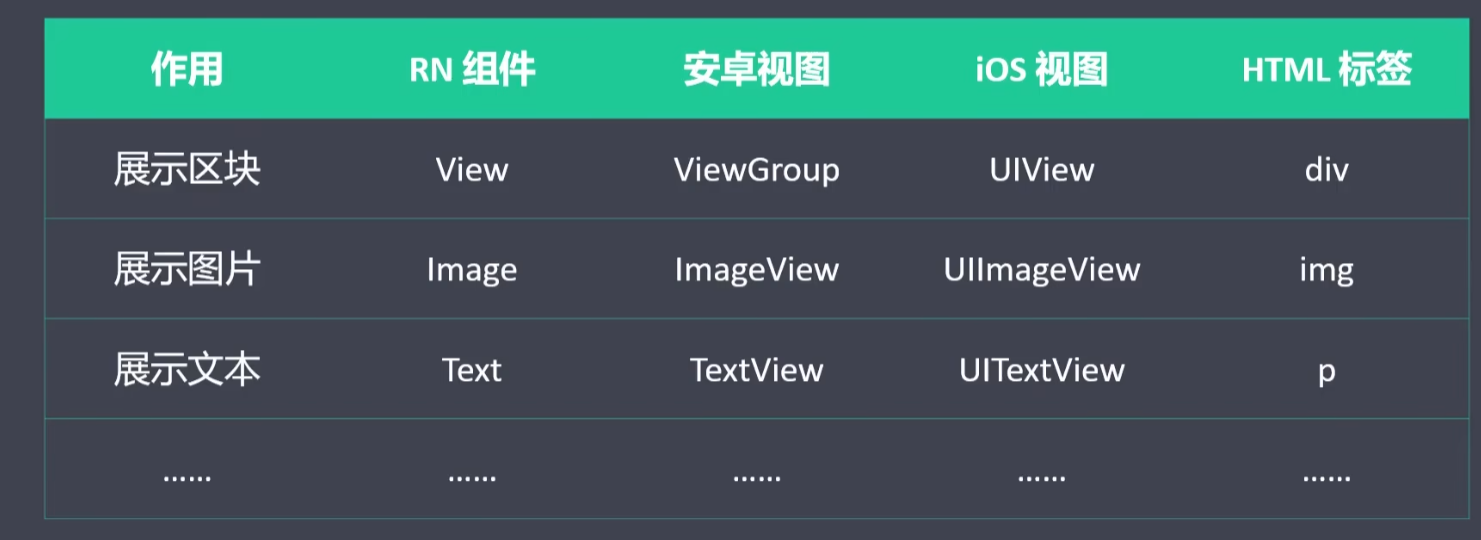 作用 RN 组件 安卓视图 iOS 视图 HTML 标签
展示区块 View ViewGroup UIView div
展示图片 Image ImageView UIImageView img
展示文本 Text TextView UITextView p
…… …… …… …… ……